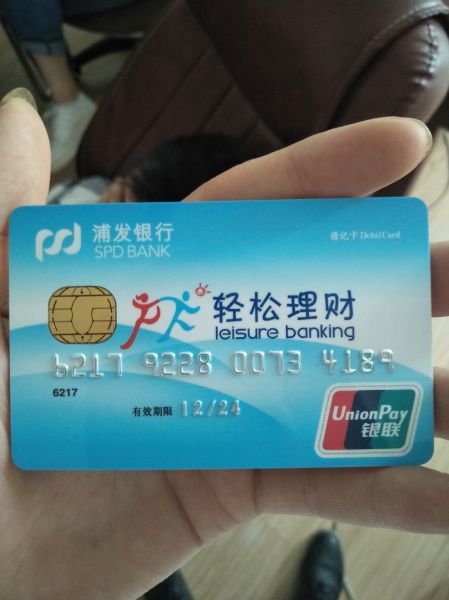 浦发银行
SPD BANK
借记卡 DebitCard
轻松理财
leisure banking
6217 9228 0073 4189
6217
有效期限 12/24
UnionPay
银联